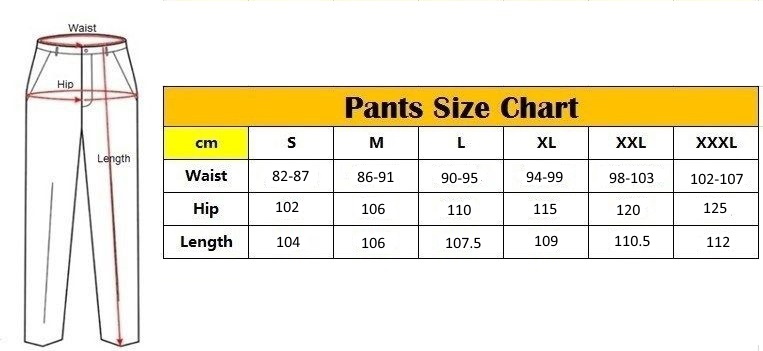 Waist
Hip
Length
Pants Size Chart
cm S M L XL XXL XXXL
Waist 82-87 86-91 90-95 94-99 98-103 102-107
Hip 102 106 110 115 120 125
Length 104 106 107.5 109 110.5 112